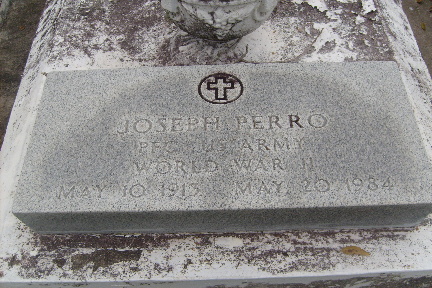 JOSEPH PERRO
PFC US ARMY
WORLD WAR II
MAY 10 1913 MAY 20 1984